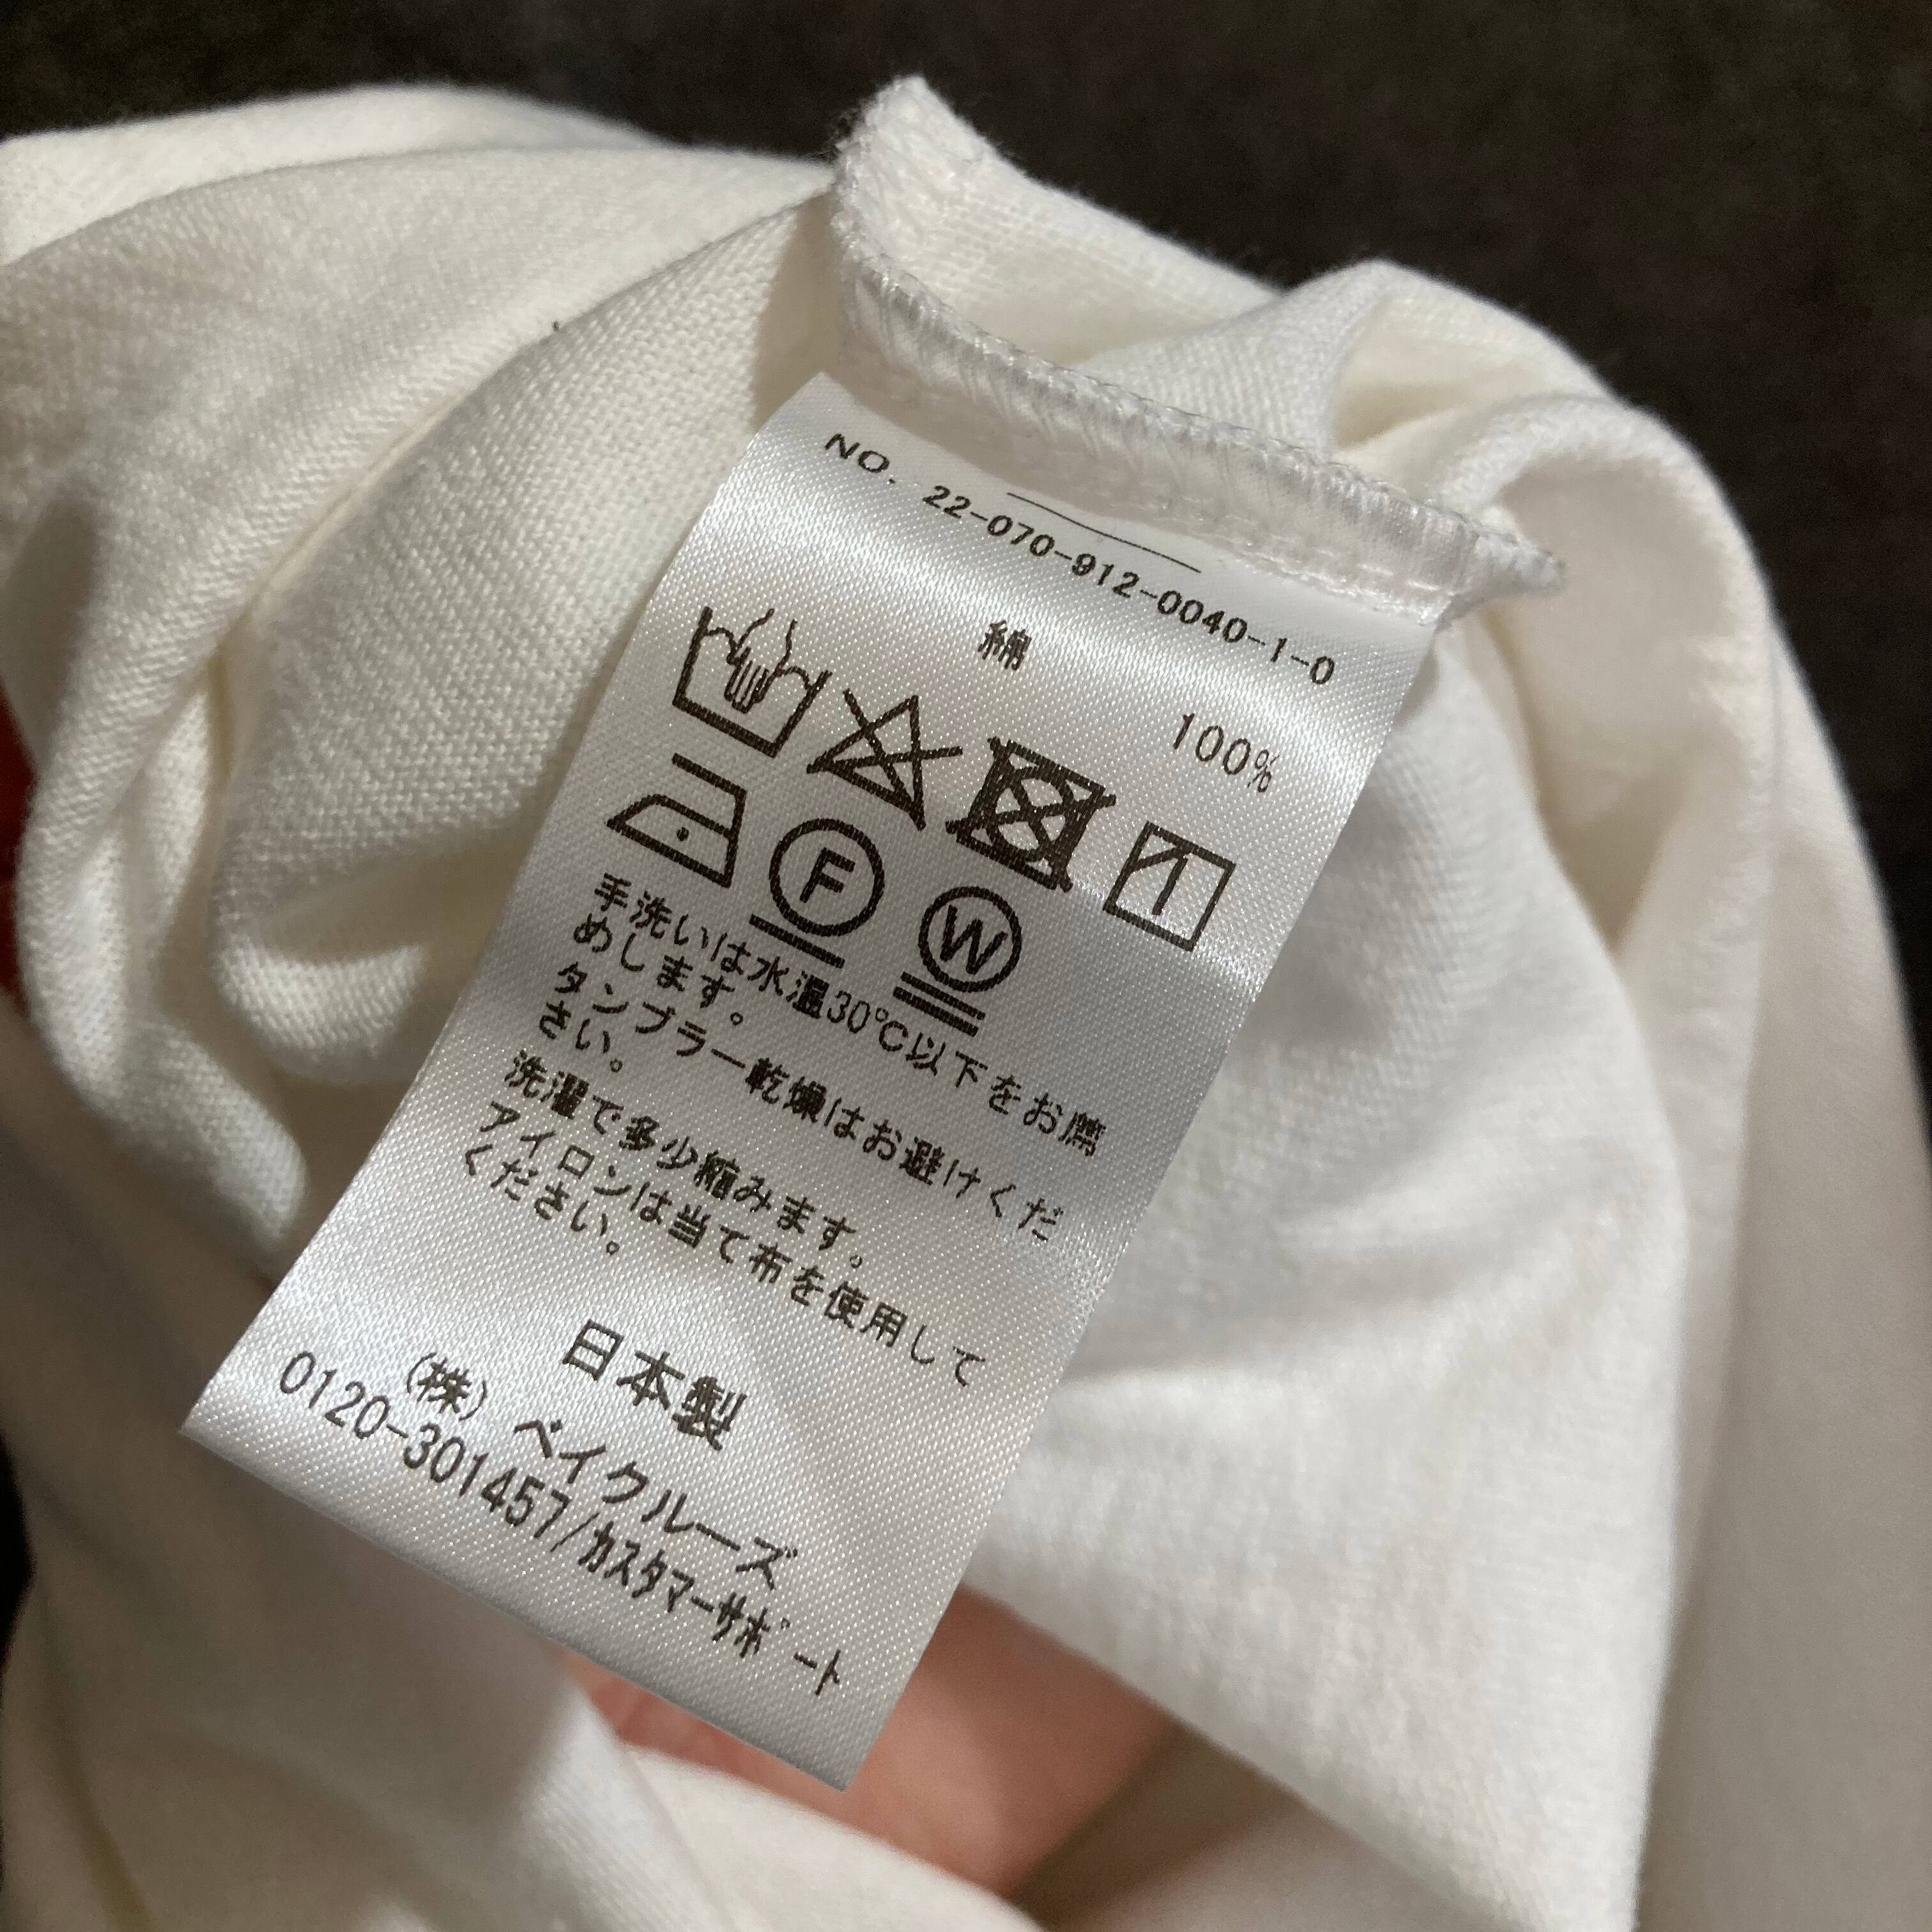 NO. 22-070-912-0040-1-0
綿 100%
F W
手洗いは水温30℃以下をお薦
めします。
タンブラー乾燥はお避けくだ
さい。
洗濯で多少縮みます。
アイロンは当て布を使用して
ください。
日本製
(株) ベイクルーズ
0120-301457/ｶｽﾀﾏｰｻﾎﾟｰﾄ